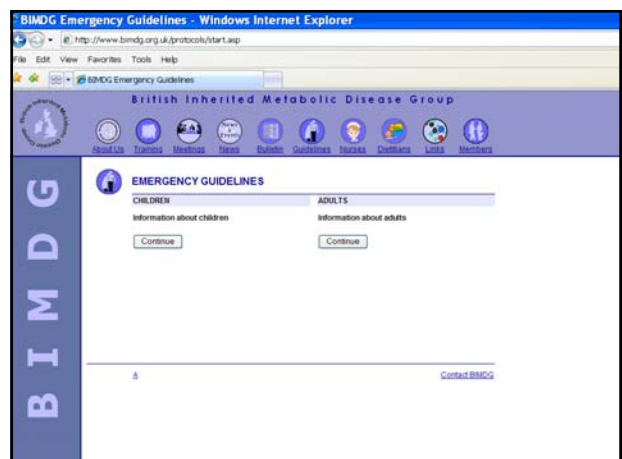 BIMDG Emergency Guidelines - Windows Internet Explorer
http://www.bimdg.org.uk/protocols/start.asp
File Edit View Favorites Tools Help
BIMDG Emergency Guidelines
British Inherited Metabolic Disease Group
About Us Training Meetings News Bulletin Guidelines Nurses Dietitians Links Members
EMERGENCY GUIDELINES
CHILDREN ADULTS
Information about children Information about adults
Continue Continue
A Contact BIMDG
BIMDG